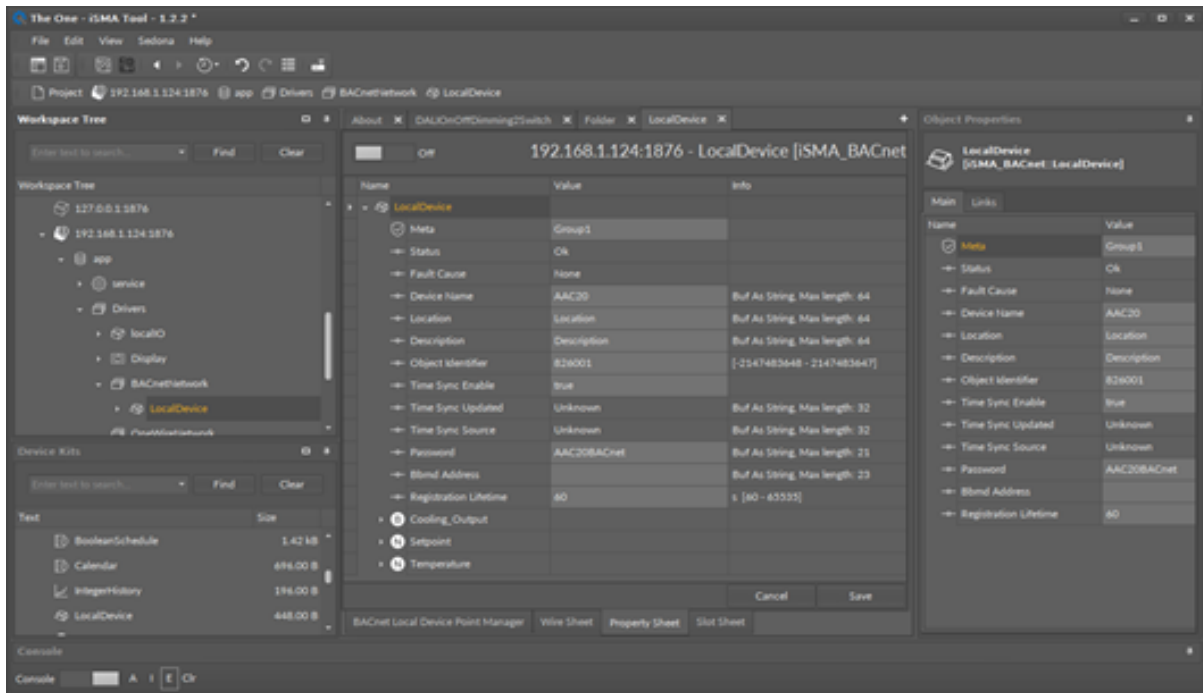 The One - iSMA Tool - 1.2.2 *
File Edit View Sedona Help
Project 192.168.1.124:1876 app Drivers BACnetNetwork LocalDevice
Workspace Tree
Enter text to search... Find Clear
Workspace Tree
127.0.0.1:1876
192.168.1.124:1876
app
service
Drivers
localIO
Display
BACnetNetwork
LocalDevice
OneWireNetwork
Device Kits
Enter text to search... Find Clear
Text Size
BooleanSchedule 1.42 kB
Calendar 696.00 B
IntegerHistory 196.00 B
LocalDevice 448.00 B
About DALIOnOffDimming2Switch Folder LocalDevice
Off 192.168.1.124:1876 - LocalDevice [iSMA_BACnet
Name Value Info
LocalDevice
Meta Group1
Status Ok
Fault Cause None
Device Name AAC20 Buf As String, Max length: 64
Location Location Buf As String, Max length: 64
Description Description Buf As String, Max length: 64
Object Identifier 826001 [-2147483648 - 2147483647]
Time Sync Enable true
Time Sync Updated Unknown Buf As String, Max length: 32
Time Sync Source Unknown Buf As String, Max length: 32
Password AAC20BACnet Buf As String, Max length: 21
Bbmd Address Buf As String, Max length: 23
Registration Lifetime 60 s [60 - 65535]
B Cooling_Output
N Setpoint
N Temperature
Cancel Save
BACnet Local Device Point Manager Wire Sheet Property Sheet Slot Sheet
Object Properties
LocalDevice
[iSMA_BACnet::LocalDevice]
Main Links
Name Value
Meta Group1
Status Ok
Fault Cause None
Device Name AAC20
Location Location
Description Description
Object Identifier 826001
Time Sync Enable true
Time Sync Updated Unknown
Time Sync Source Unknown
Password AAC20BACnet
Bbmd Address
Registration Lifetime 60
Console
Console A I E Clr